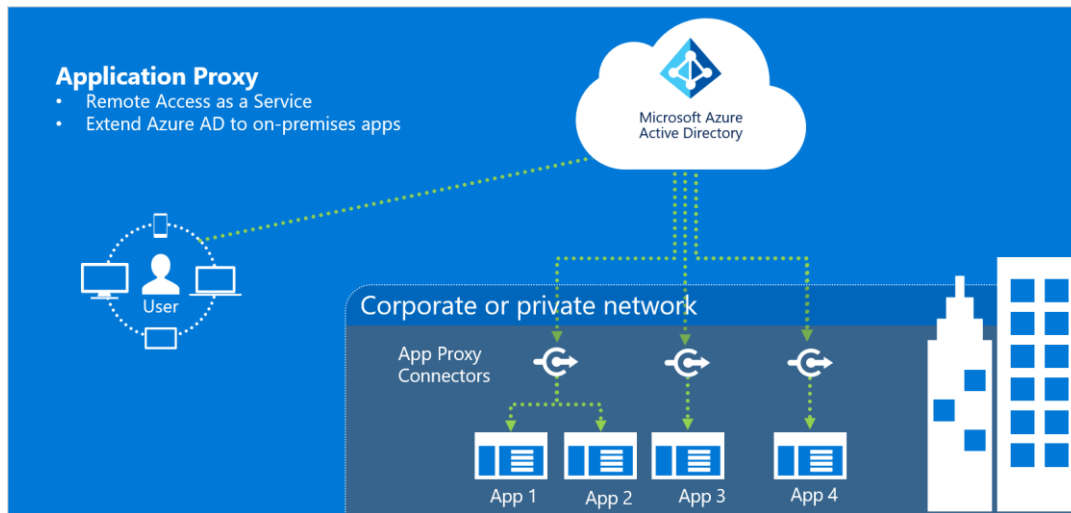 Application Proxy
• Remote Access as a Service
• Extend Azure AD to on-premises apps
Microsoft Azure
Active Directory
User
Corporate or private network
App Proxy
Connectors
App 1
App 2
App 3
App 4